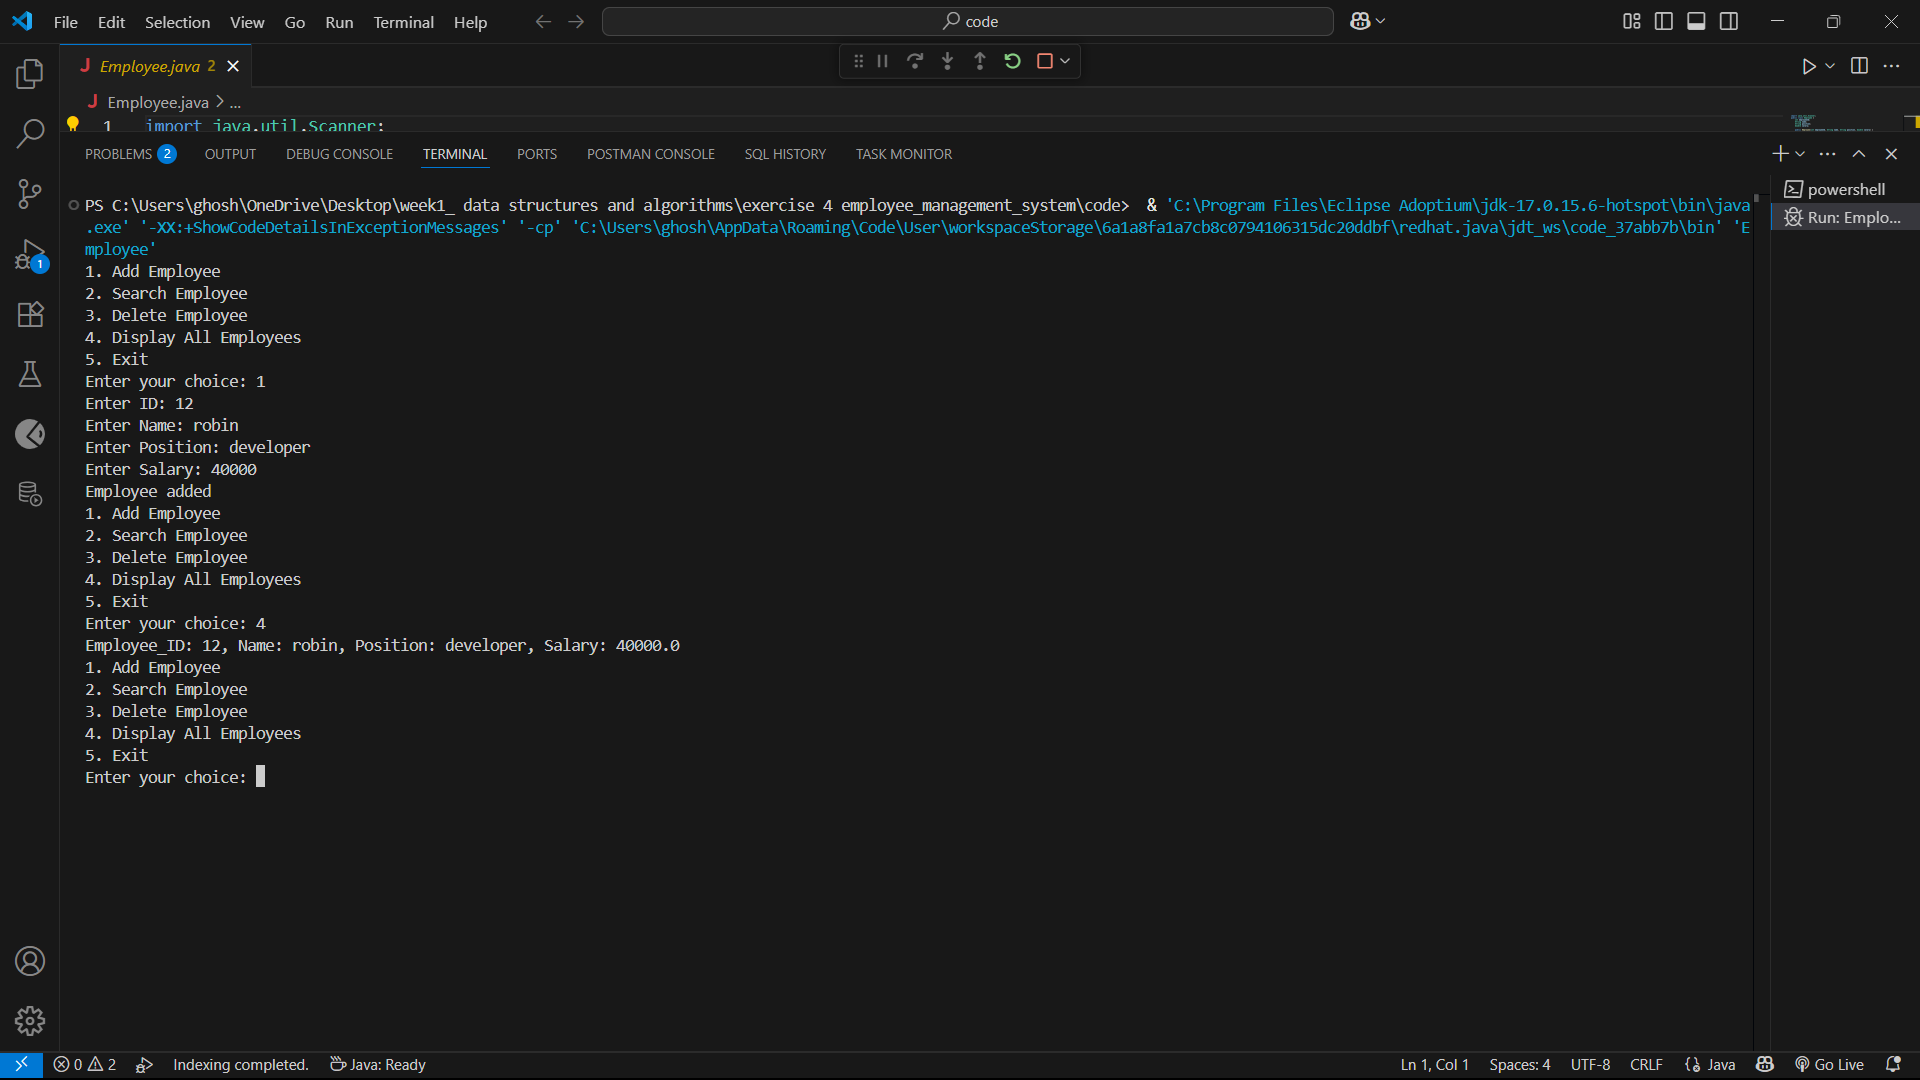 File Edit Selection View Go Run Terminal Help
code
Employee.java 2
Employee.java > ...
1 import java.util.Scanner;
PROBLEMS 2 OUTPUT DEBUG CONSOLE TERMINAL PORTS POSTMAN CONSOLE SQL HISTORY TASK MONITOR
powershell
Run: Emplo...
PS C:\Users\ghosh\OneDrive\Desktop\week1_ data structures and algorithms\exercise 4 employee_management_system\code>  & 'C:\Program Files\Eclipse Adoptium\jdk-17.0.15.6-hotspot\bin\java
.exe' '-XX:+ShowCodeDetailsInExceptionMessages' '-cp' 'C:\Users\ghosh\AppData\Roaming\Code\User\workspaceStorage\6a1a8fa1a7cb8c0794106315dc20ddbf\redhat.java\jdt_ws\code_37abb7b\bin' 'E
mployee'
1. Add Employee
2. Search Employee
3. Delete Employee
4. Display All Employees
5. Exit
Enter your choice: 1
Enter ID: 12
Enter Name: robin
Enter Position: developer
Enter Salary: 40000
Employee added
1. Add Employee
2. Search Employee
3. Delete Employee
4. Display All Employees
5. Exit
Enter your choice: 4
Employee_ID: 12, Name: robin, Position: developer, Salary: 40000.0
1. Add Employee
2. Search Employee
3. Delete Employee
4. Display All Employees
5. Exit
Enter your choice:
1
0 2 Indexing completed. Java: Ready Ln 1, Col 1 Spaces: 4 UTF-8 CRLF Java Go Live